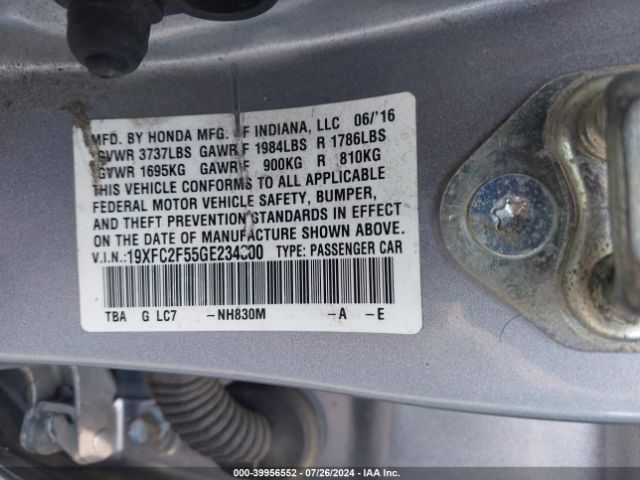 MFD. BY HONDA MFG. OF INDIANA, LLC 06/'16
GVWR 3737LBS GAWR F 1984LBS R 1786LBS
GVWR 1695KG GAWR F 900KG R 810KG
THIS VEHICLE CONFORMS TO ALL APPLICABLE
FEDERAL MOTOR VEHICLE SAFETY, BUMPER,
AND THEFT PREVENTION STANDARDS IN EFFECT
ON THE DATE OF MANUFACTURE SHOWN ABOVE.
V.I.N.: TYPE: PASSENGER CAR
TBA G LC7 -NH830M -A -E
000-39956552 - 07/26/2024 - IAA Inc.